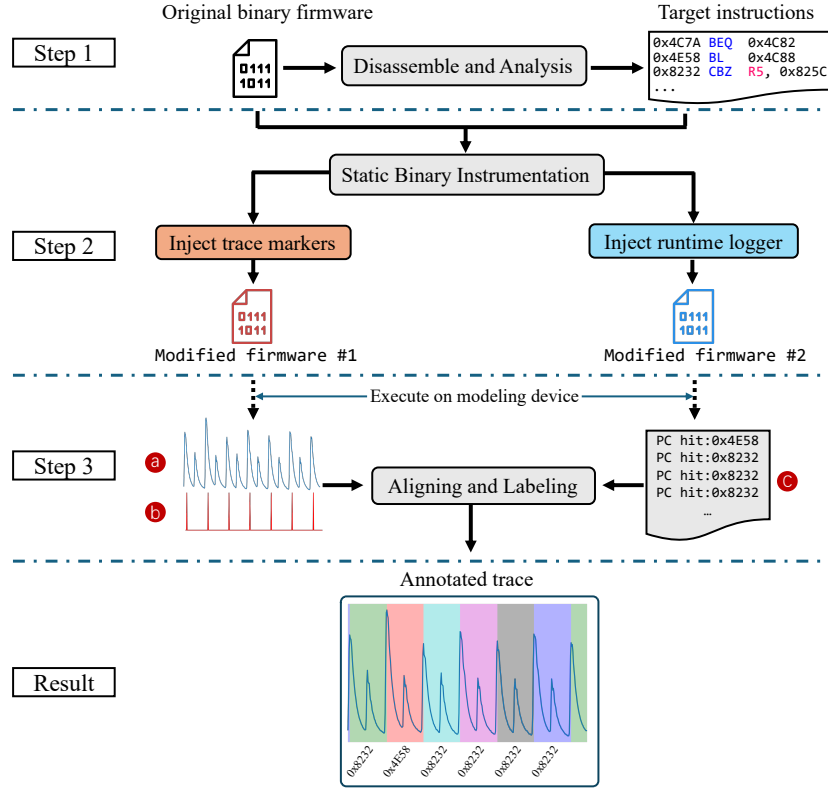 Original binary firmware
Target instructions
Step 1
0111
1011
Disassemble and Analysis
0x4C7A BEQ 0x4C82
0x4E58 BL 0x4C88
0x8232 CBZ R5, 0x825C
...
Static Binary Instrumentation
Step 2
Inject trace markers
Inject runtime logger
0111
1011
0111
1011
Modified firmware #1
Modified firmware #2
Execute on modeling device
Step 3
a
b
Aligning and Labeling
PC hit:0x4E58
PC hit:0x8232
PC hit:0x8232
PC hit:0x8232
…
C
Annotated trace
Result
0x8232
0x4E58
0x8232
0x8232
0x8232
0x8232